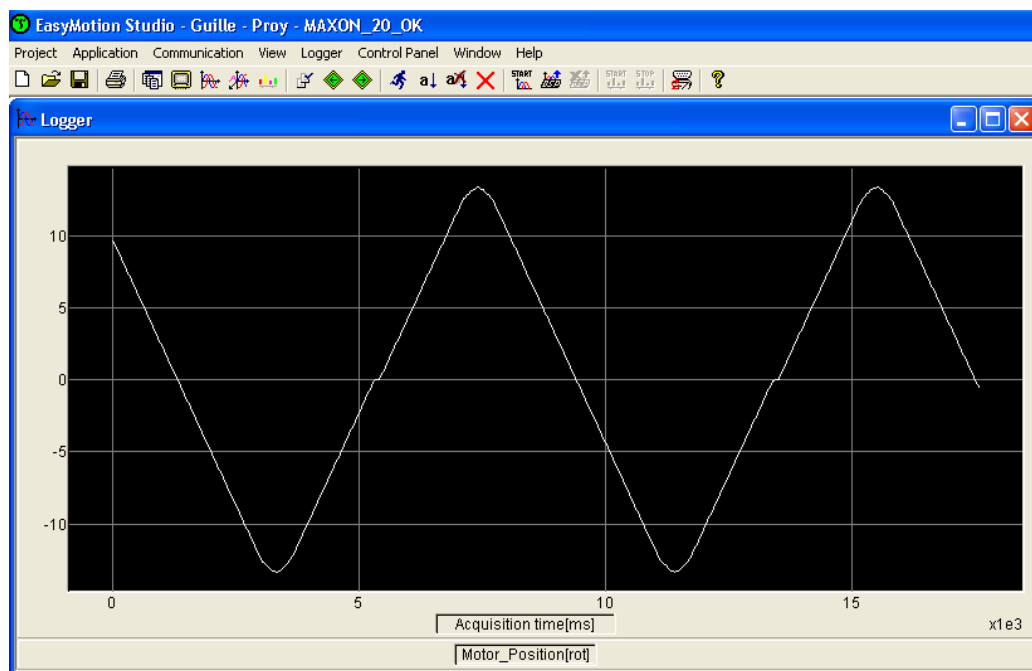 EasyMotion Studio - Guille - Proy - MAXON_20_OK
Project Application Communication View Logger Control Panel Window Help
START START STOP
Logger
10
5
0
-5
-10
0 5 10 15
Acquisition time[ms] x1e3
Motor_Position[rot]